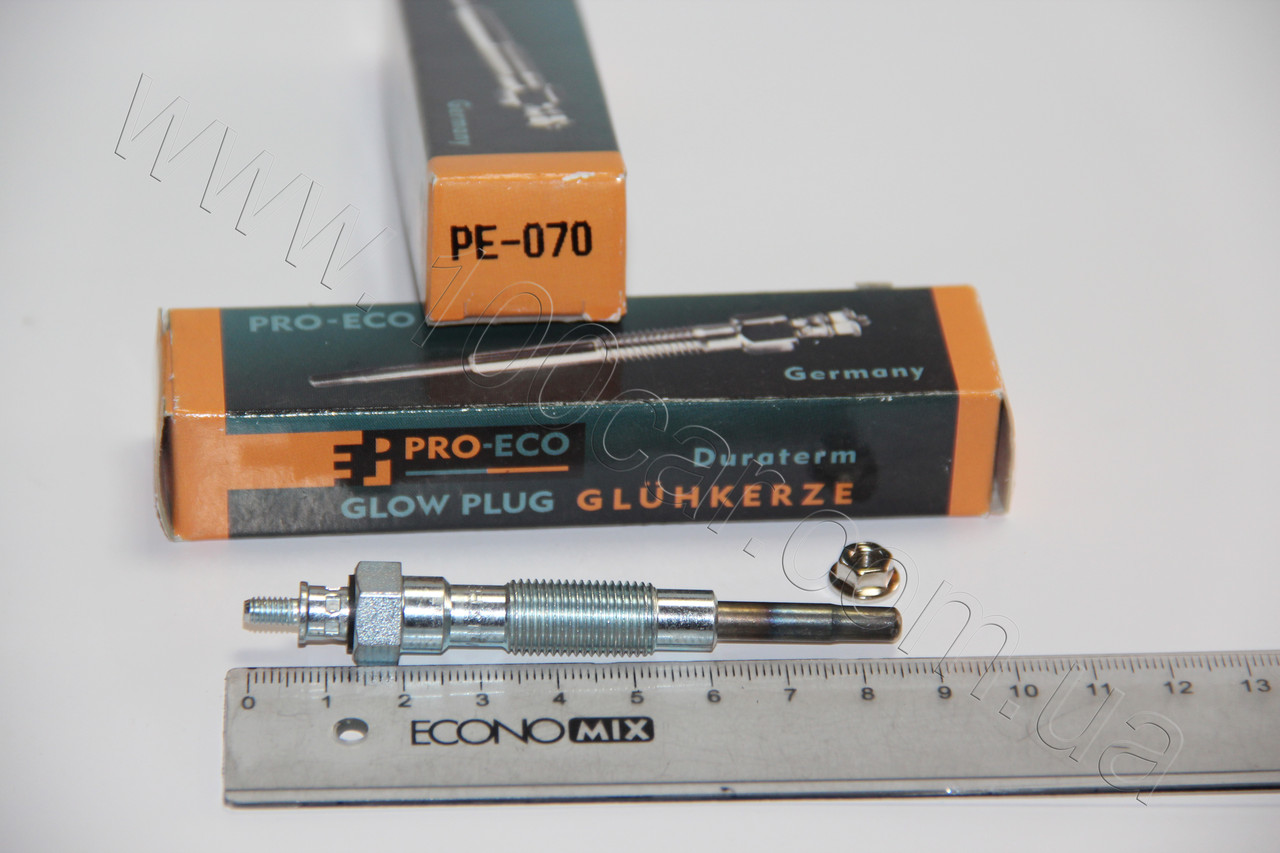 Germany
PE-070
PRO-ECO
Germany
EP PRO-ECO
Duraterm
GLOW PLUG GLÜHKERZE
0 1 2 3 4 5 6 7 8 9 10 11 12 13
ECONOMIX
www.100car.com.ua